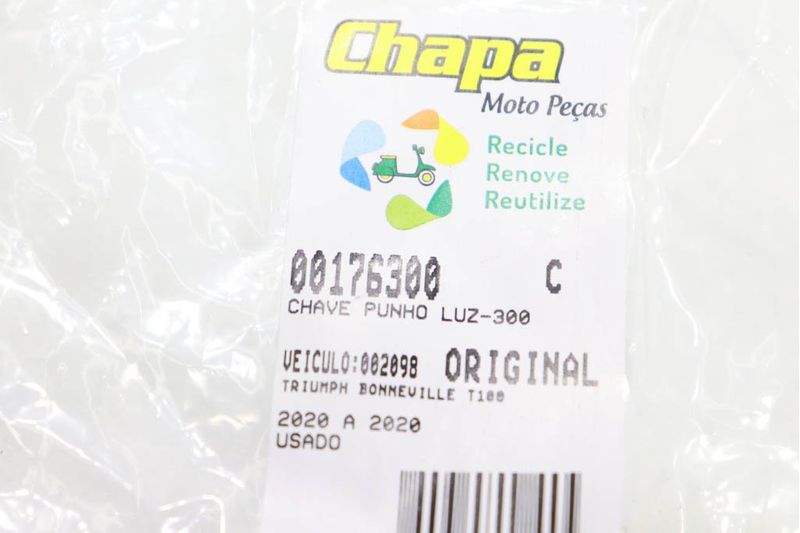 Chapa
Moto Peças
Recicle
Renove
Reutilize
00176300 C
CHAVE PUNHO LUZ-300
VEICULO:002098 ORIGINAL
TRIUMPH BONNEVILLE T100
2020 A 2020
USADO